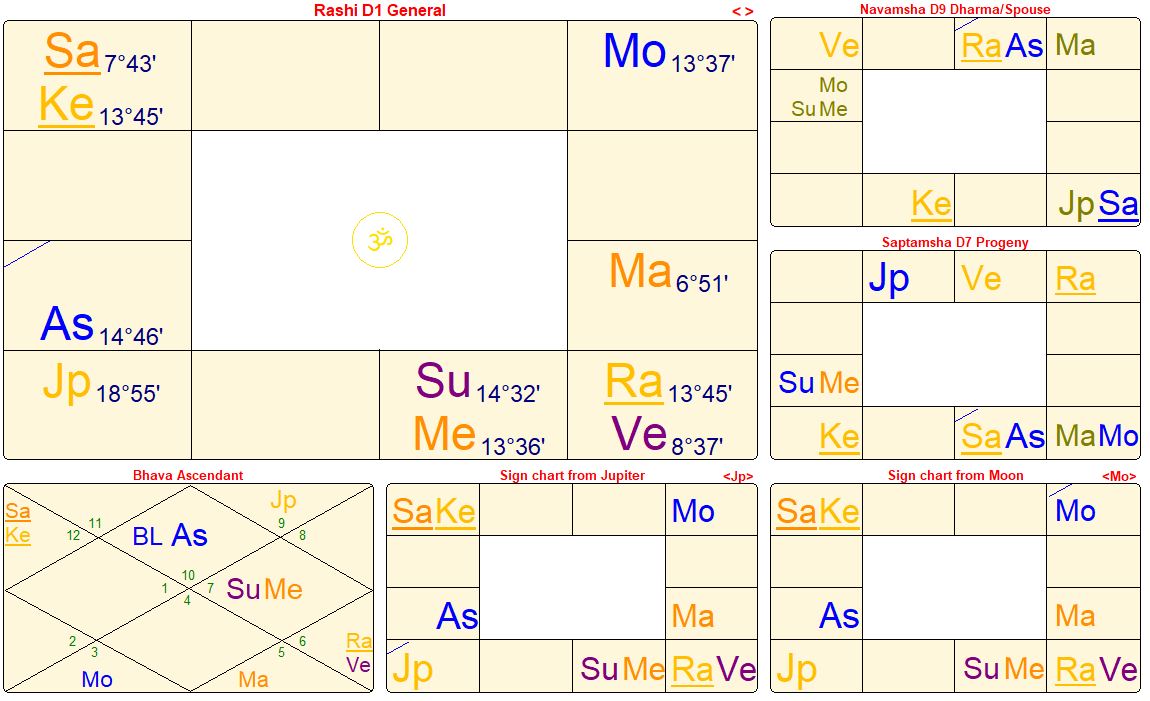 Rashi D1 General
< >
Sa 7°43'
Mo 13°37'
Ke 13°45'
ॐ
Ma 6°51'
As 14°46'
Jp 18°55'
Su 14°32'
Ra 13°45'
Me 13°36'
Ve 8°37'
Navamsha D9 Dharma/Spouse
Ve
Ra As
Ma
Mo
Su Me
Ke
Jp Sa
Saptamsha D7 Progeny
Jp
Ve
Ra
Su Me
Ke
Sa As
Ma Mo
Bhava Ascendant
Jp
Sa
Ke
11
12
BL As
9
8
10
1
7
4
Su Me
2
3
6
5
Ra
Ve
Mo
Ma
Sign chart from Jupiter
<Jp>
Sa Ke
Mo
As
Ma
Jp
Su Me
Ra Ve
Sign chart from Moon
<Mo>
Sa Ke
Mo
As
Ma
Jp
Su Me
Ra Ve